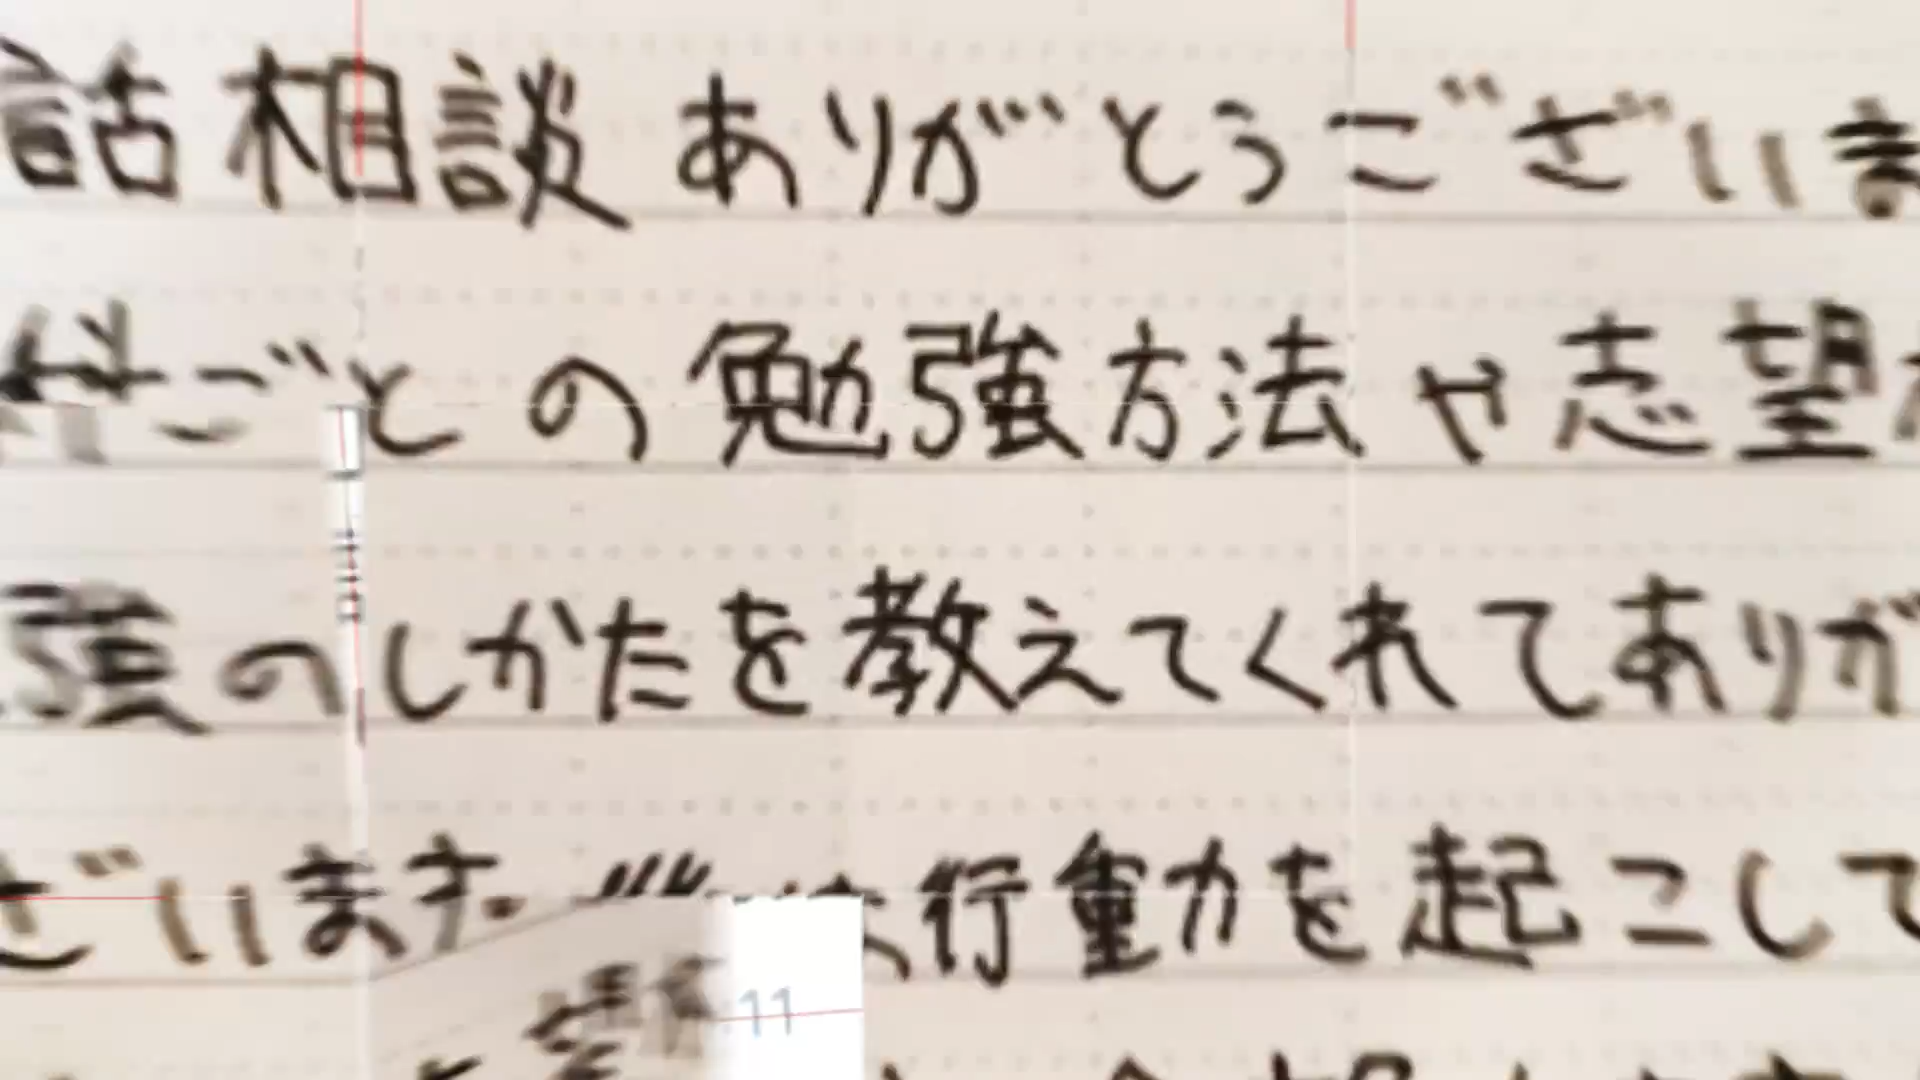 話相談ありがとうございま
科ごとの勉強方法や志望
強のしかたを教えてくれてありが
ざいます。 行動を起こして
11